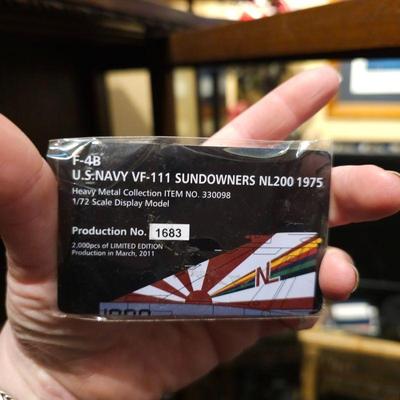 F-4B
U.S.NAVY VF-111 SUNDOWNERS NL200 1975
Heavy Metal Collection ITEM NO. 330098
1/72 Scale Display Model
Production No. 1683
2,000pcs of LIMITED EDITION
Production in March, 2011
NL